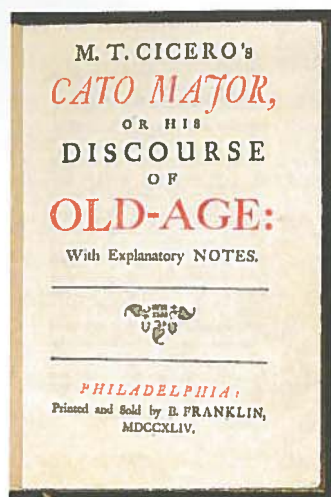 M. T. CICERO's
CATO MAJOR,
OR HIS
DISCOURSE
OF
OLD-AGE:
With Explanatory NOTES.
PHILADELPHIA:
Printed and Sold by B. FRANKLIN,
MDCCXLIV.